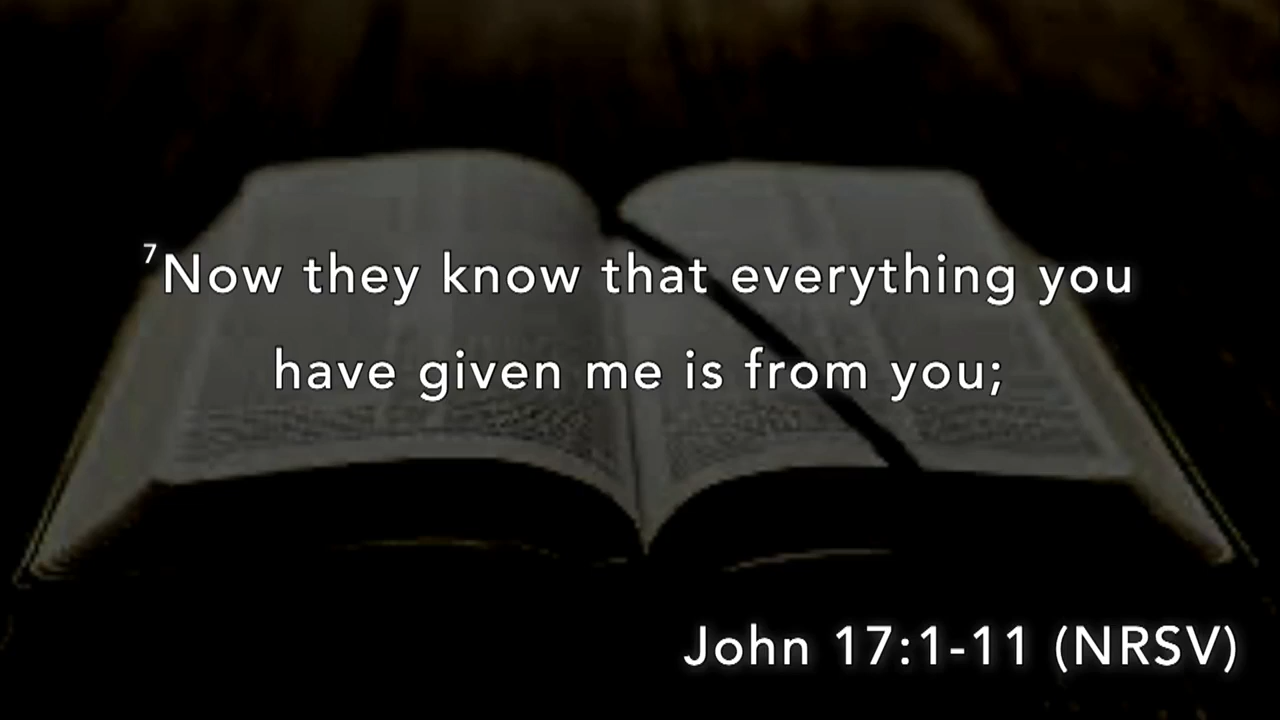 ⁷Now they know that everything you
have given me is from you;
John 17:1-11 (NRSV)